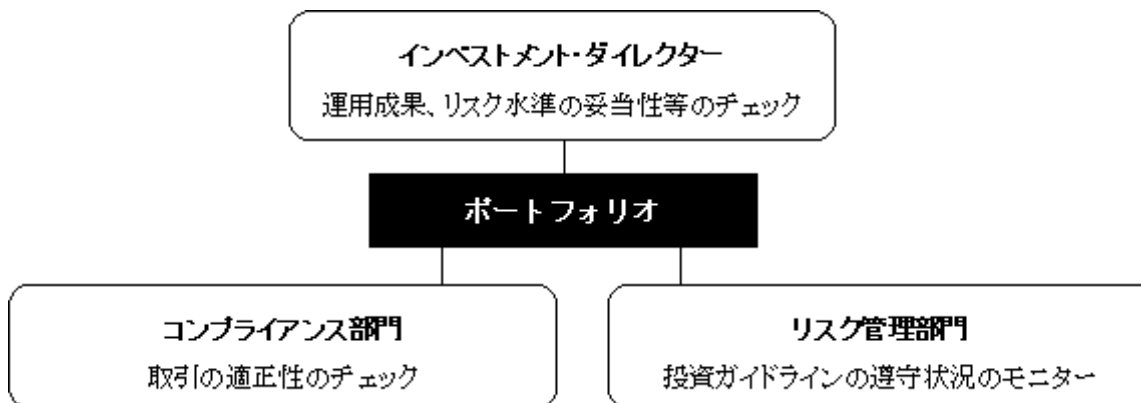 インベストメント・ダイレクター
運用成果、リスク水準の妥当性等のチェック
ポートフォリオ
コンプライアンス部門
取引の適正性のチェック
リスク管理部門
投資ガイドラインの遵守状況のモニター